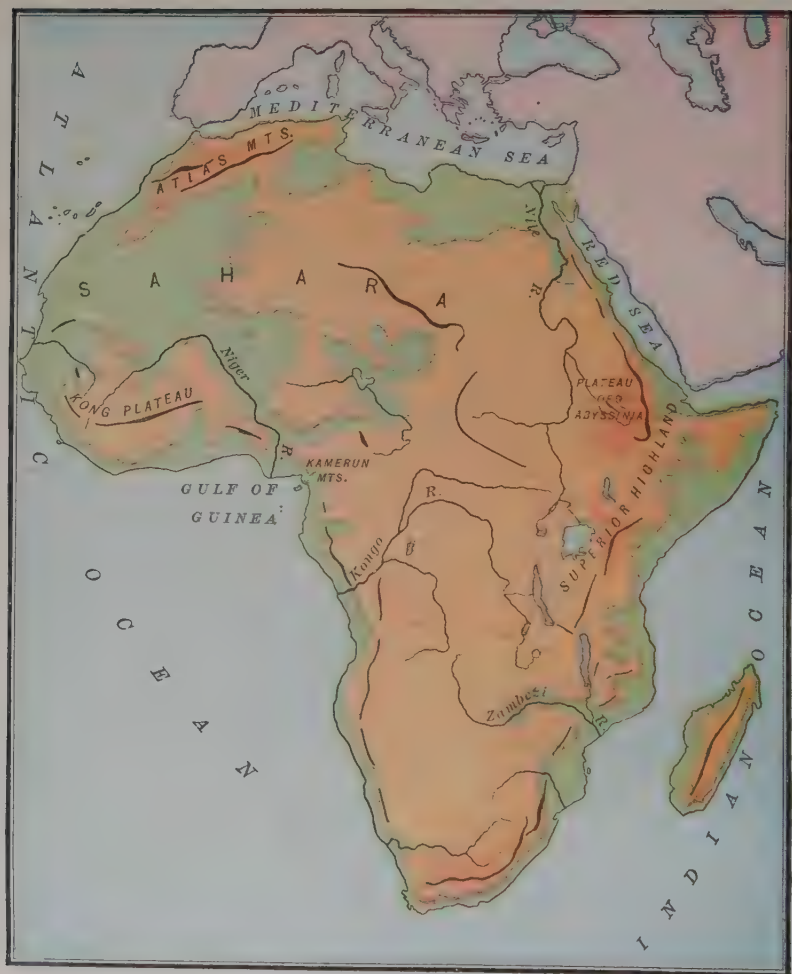 ATLANTIC
OCEAN
MEDITERRANEAN SEA
ATLAS MTS.
Nile
R.
RED SEA
SAHARA
Niger
R.
KONG PLATEAU
PLATEAU
OF
ABYSSINIA
KAMERUN
MTS.
GULF OF
GUINEA
SUPERIOR HIGHLAND
Kongo
R.
Zambezi
R.
INDIAN OCEAN